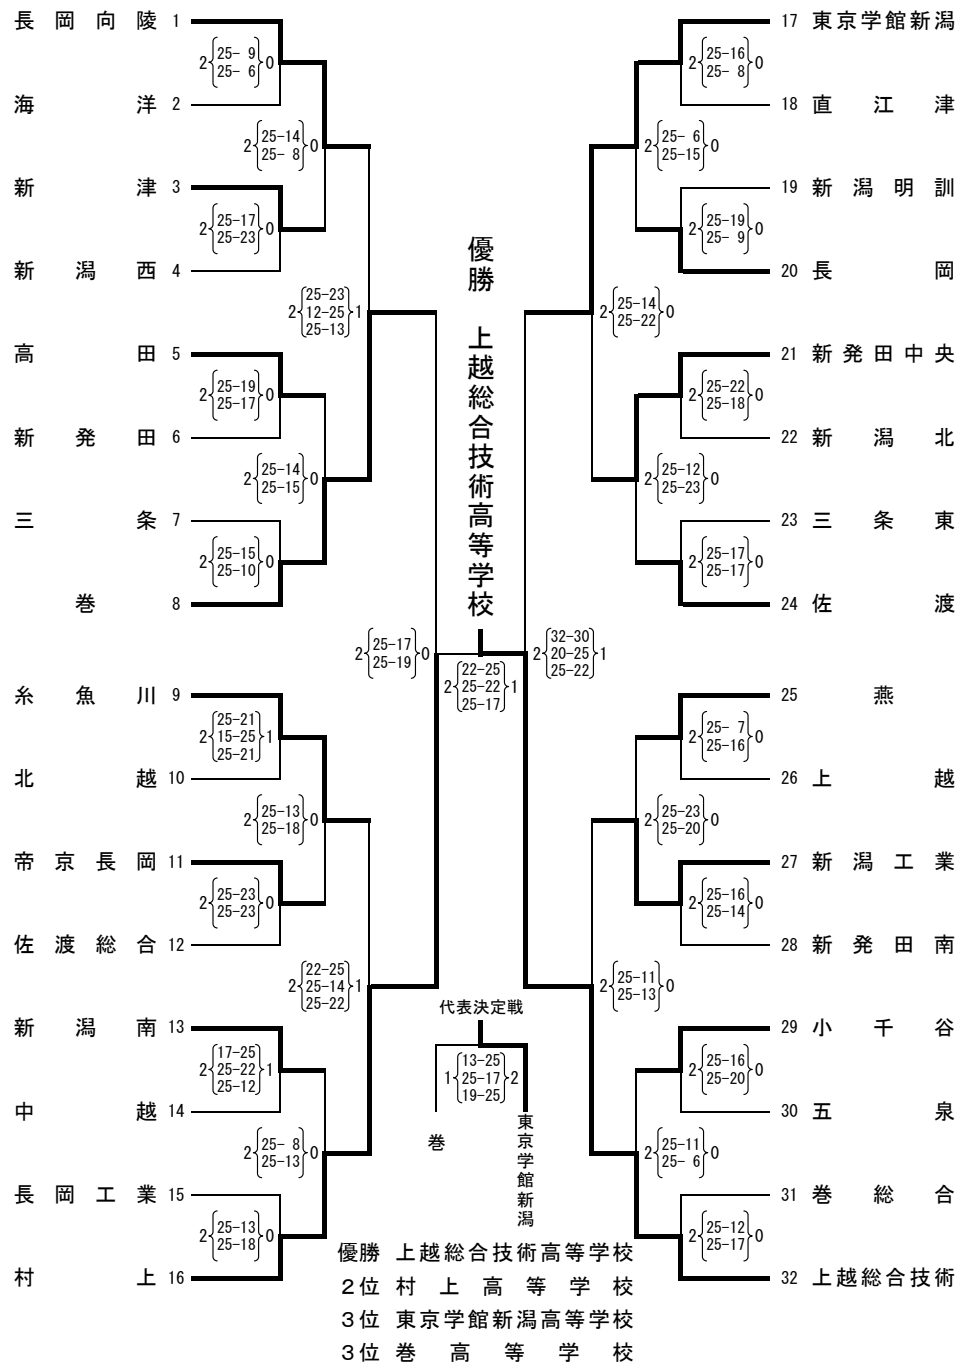 長岡向陵 1
25- 9
2 0
25- 6
海洋 2
25-14
2 0
25- 8
新津 3
25-17
2 0
25-23
新潟西 4
25-23
2 12-25 1
25-13
高田 5
25-19
2 0
25-17
新発田 6
25-14
2 0
25-15
三条 7
25-15
2 0
25-10
巻 8
25-17
2 0
25-19
糸魚川 9
25-21
2 15-25 1
25-21
北越 10
25-13
2 0
25-18
帝京長岡 11
25-23
2 0
25-23
佐渡総合 12
22-25
2 25-14 1
25-22
新潟南 13
17-25
2 25-22 1
25-12
中越 14
25- 8
2 0
25-13
長岡工業 15
25-13
2 0
25-18
村上 16
優勝 上越総合技術高等学校
22-25
2 25-22 1
25-17
17 東京学館新潟
25-16
2 0
25- 8
18 直江津
25- 6
2 0
25-15
19 新潟明訓
25-19
2 0
25- 9
20 長岡
25-14
2 0
25-22
21 新発田中央
25-22
2 0
25-18
22 新潟北
25-12
2 0
25-23
23 三条東
25-17
2 0
25-17
24 佐渡
32-30
2 20-25 1
25-22
25 燕
25- 7
2 0
25-16
26 上越
25-23
2 0
25-20
27 新潟工業
25-16
2 0
25-14
28 新発田南
25-11
2 0
25-13
29 小千谷
25-16
2 0
25-20
30 五泉
25-11
2 0
25- 6
31 巻総合
25-12
2 0
25-17
32 上越総合技術
代表決定戦
13-25
1 25-17 2
19-25
巻
東京学館新潟
優勝 上越総合技術高等学校
2位 村上高等学校
3位 東京学館新潟高等学校
3位 巻高等学校